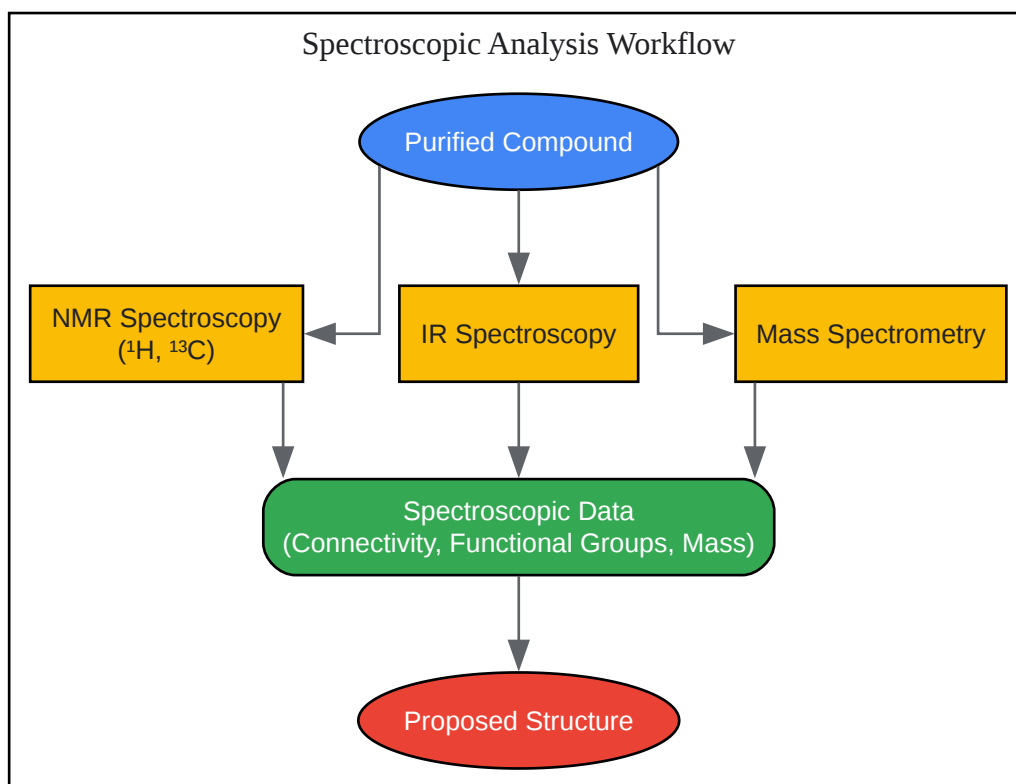 Spectroscopic Analysis Workflow
Purified Compound
NMR Spectroscopy
(¹H, ¹³C)
IR Spectroscopy
Mass Spectrometry
Spectroscopic Data
(Connectivity, Functional Groups, Mass)
Proposed Structure